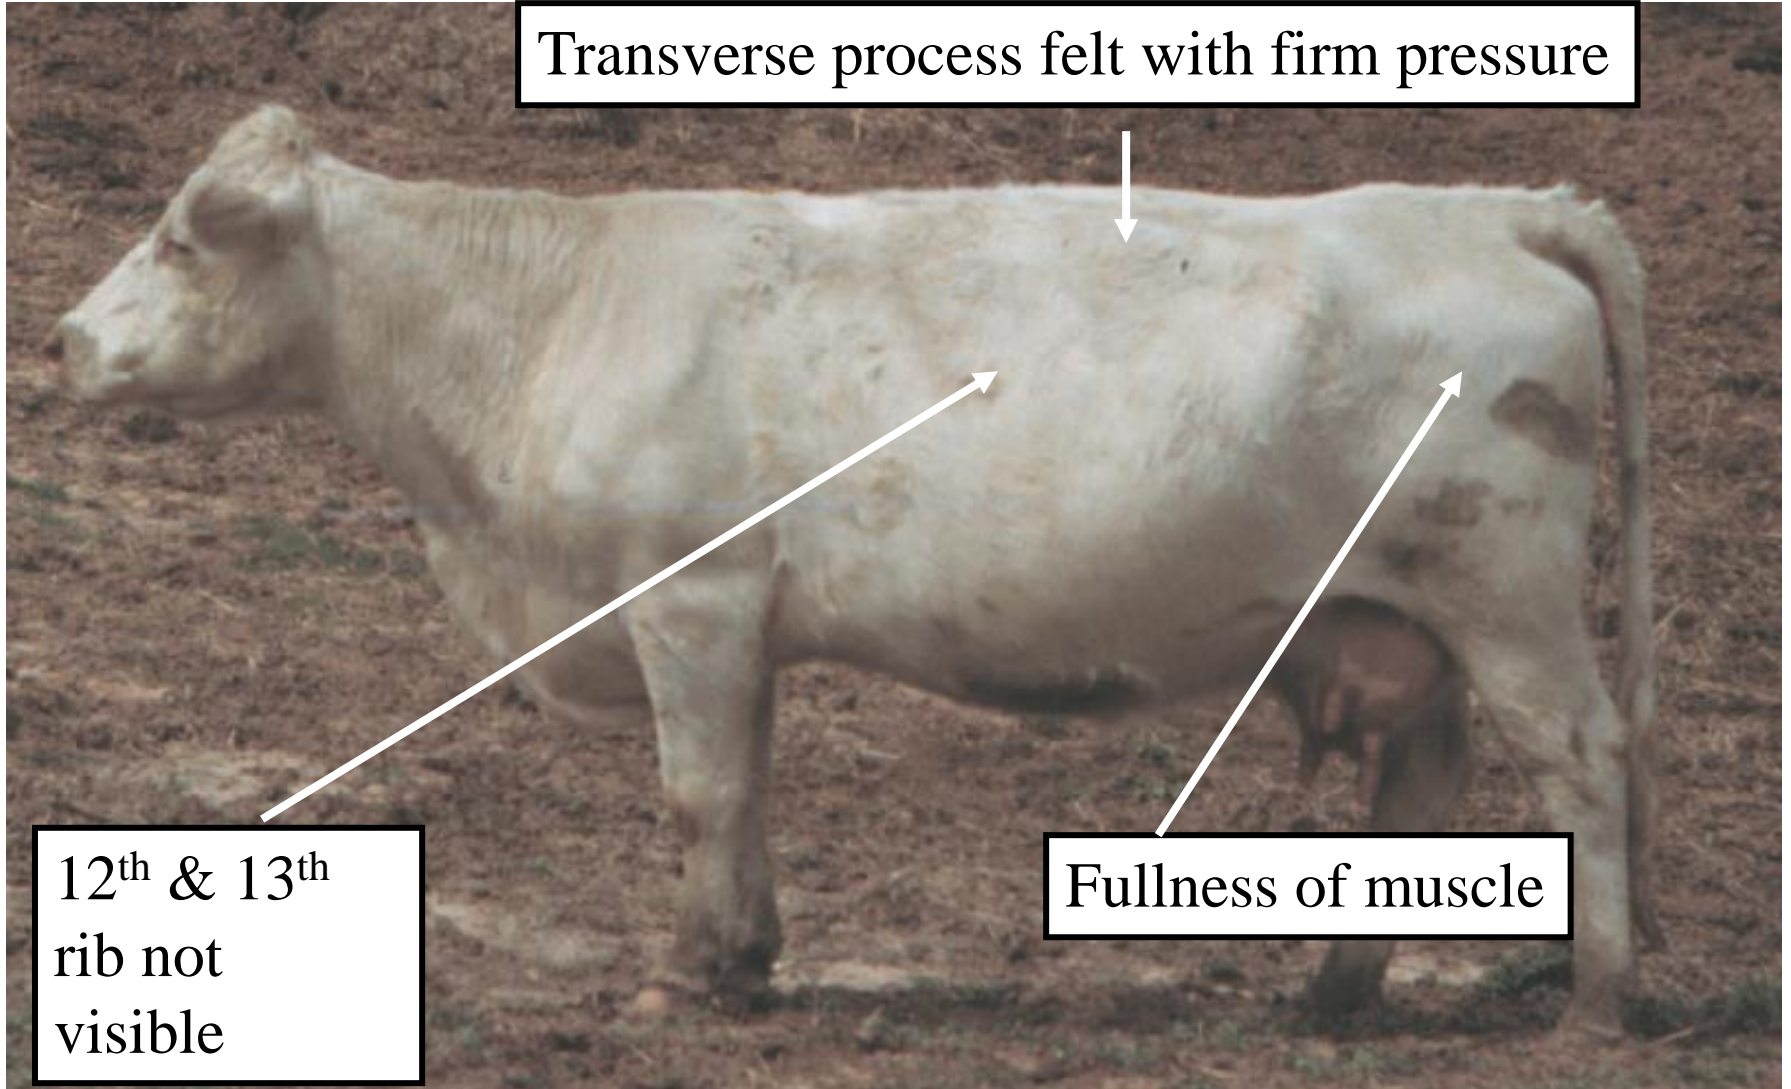 Transverse process felt with firm pressure
12th & 13th
rib not
visible
Fullness of muscle